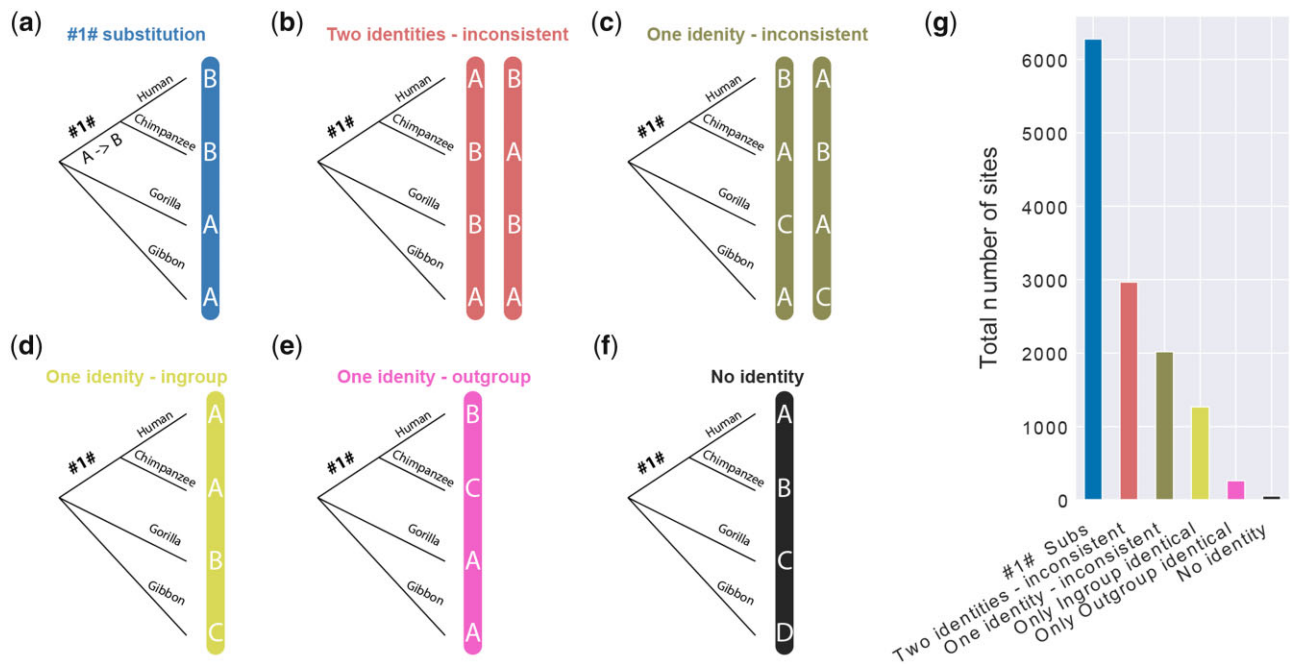 (a)
#1# substitution
Human
#1#
Chimpanzee
A -> B
Gorilla
Gibbon
B
B
A
A
(b)
Two identities - inconsistent
Human
#1#
Chimpanzee
Gorilla
Gibbon
A B
B A
B B
A A
(c)
One idenity - inconsistent
Human
#1#
Chimpanzee
Gorilla
Gibbon
B A
A B
C A
A C
(d)
One idenity - ingroup
Human
#1#
Chimpanzee
Gorilla
Gibbon
A
A
B
C
(e)
One idenity - outgroup
Human
#1#
Chimpanzee
Gorilla
Gibbon
B
C
A
A
(f)
No identity
Human
#1#
Chimpanzee
Gorilla
Gibbon
A
B
C
D
(g)
Total number of sites
6000
5000
4000
3000
2000
1000
0
#1# Subs
Two identities - inconsistent
One identity - inconsistent
Only Ingroup identical
Only Outgroup identical
No identity